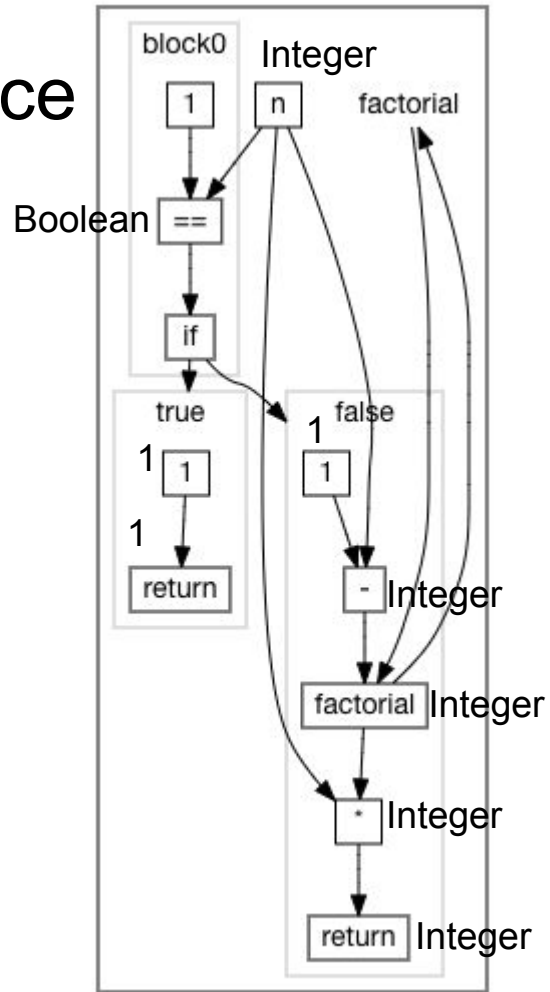 block0
Integer
ce
1
n
factorial
Boolean
==
if
true
false
1
1
1
1
1
return
-
Integer
factorial
Integer
*
Integer
return
Integer